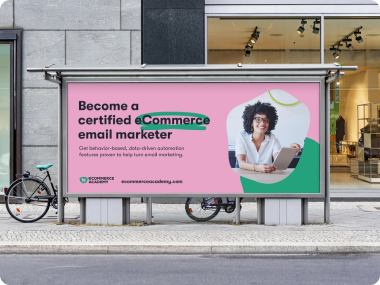 Become a
certified eCommerce
email marketer
Get behavior-based, data-driven automation
features proven to help turn email marketing.
ECOMMERCE
ACADEMY
ecommerceacademy.com